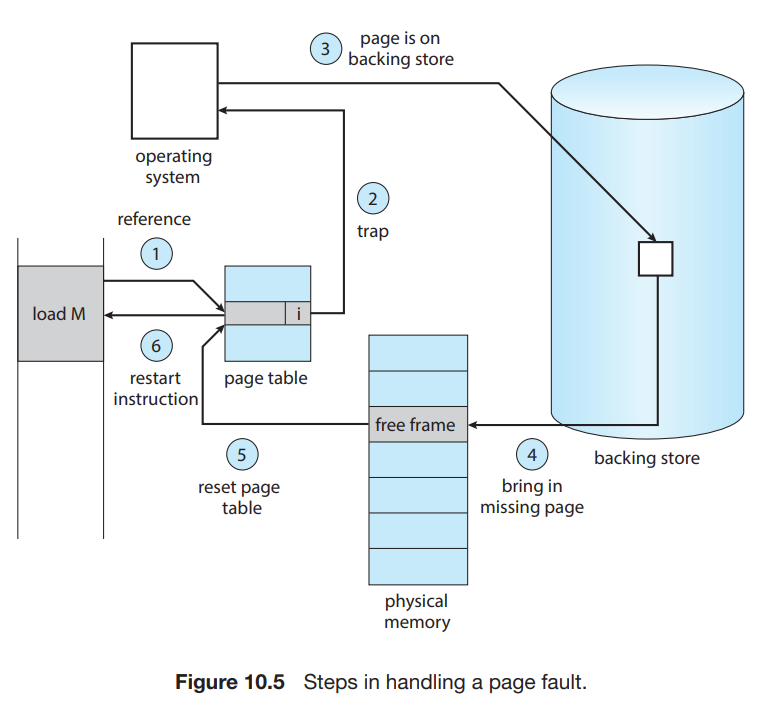 3
page is on
backing store
operating
system
2
trap
reference
1
load M
i
6
restart
instruction
page table
free frame
5
reset page
table
4
bring in
missing page
backing store
physical
memory
Figure 10.5 Steps in handling a page fault.